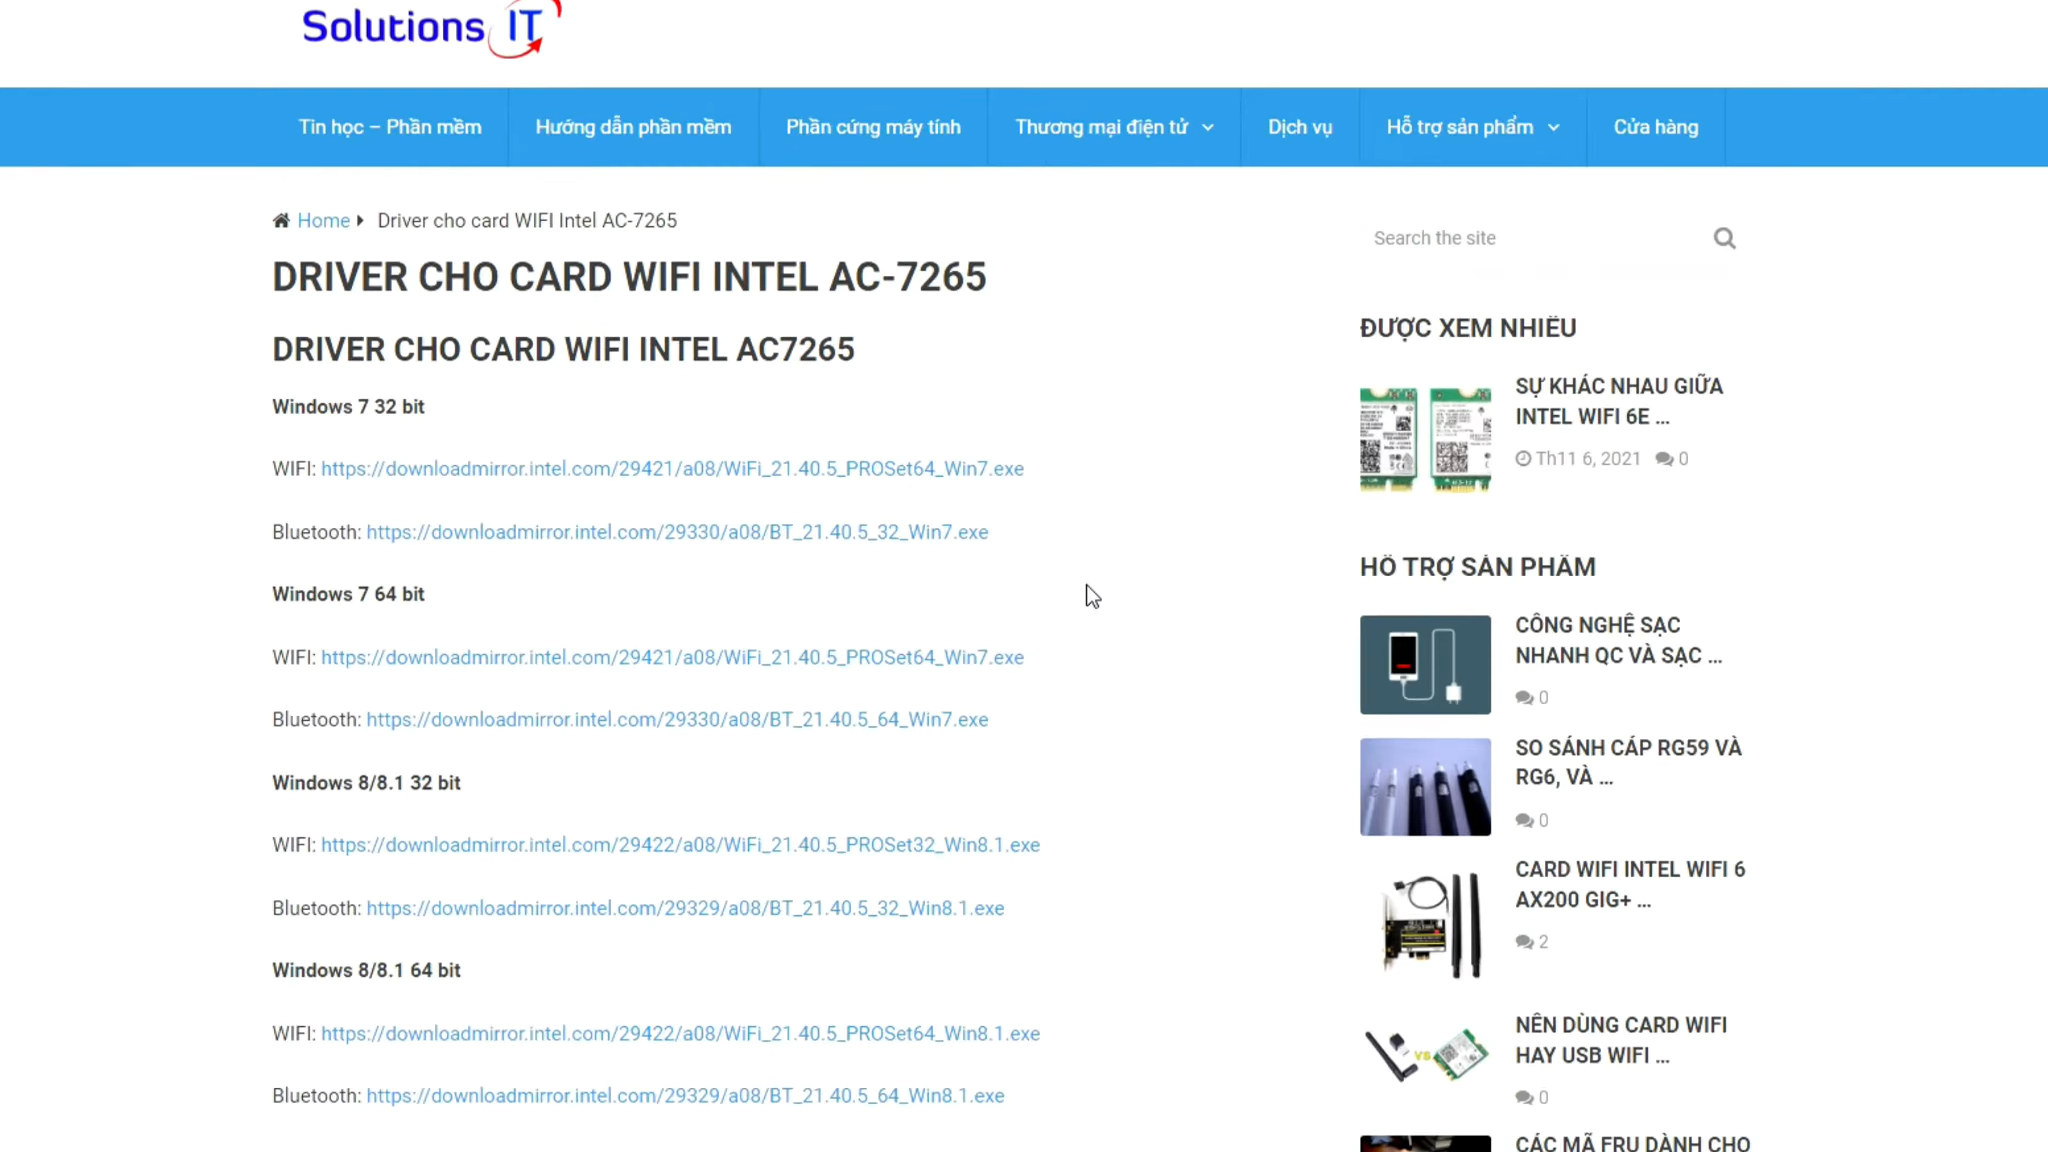 Solutions IT
Tin học – Phần mềm
Hướng dẫn phần mềm
Phần cứng máy tính
Thương mại điện tử
Dịch vụ
Hỗ trợ sản phẩm
Cửa hàng
Home
Driver cho card WIFI Intel AC-7265
DRIVER CHO CARD WIFI INTEL AC-7265
DRIVER CHO CARD WIFI INTEL AC7265
Windows 7 32 bit
WIFI: https://downloadmirror.intel.com/29421/a08/WiFi_21.40.5_PROSet64_Win7.exe
Bluetooth: https://downloadmirror.intel.com/29330/a08/BT_21.40.5_32_Win7.exe
Windows 7 64 bit
WIFI: https://downloadmirror.intel.com/29421/a08/WiFi_21.40.5_PROSet64_Win7.exe
Bluetooth: https://downloadmirror.intel.com/29330/a08/BT_21.40.5_64_Win7.exe
Windows 8/8.1 32 bit
WIFI: https://downloadmirror.intel.com/29422/a08/WiFi_21.40.5_PROSet32_Win8.1.exe
Bluetooth: https://downloadmirror.intel.com/29329/a08/BT_21.40.5_32_Win8.1.exe
Windows 8/8.1 64 bit
WIFI: https://downloadmirror.intel.com/29422/a08/WiFi_21.40.5_PROSet64_Win8.1.exe
Bluetooth: https://downloadmirror.intel.com/29329/a08/BT_21.40.5_64_Win8.1.exe
Search the site
ĐƯỢC XEM NHIỀU
SỰ KHÁC NHAU GIỮA
INTEL WIFI 6E ...
Th11 6, 2021
0
HỖ TRỢ SẢN PHẨM
CÔNG NGHỆ SẠC
NHANH QC VÀ SẠC ...
0
SO SÁNH CÁP RG59 VÀ
RG6, VÀ ...
0
CARD WIFI INTEL WIFI 6
AX200 GIG+ ...
2
VS
NÊN DÙNG CARD WIFI
HAY USB WIFI ...
0
CÁC MÃ FRU DÀNH CHO